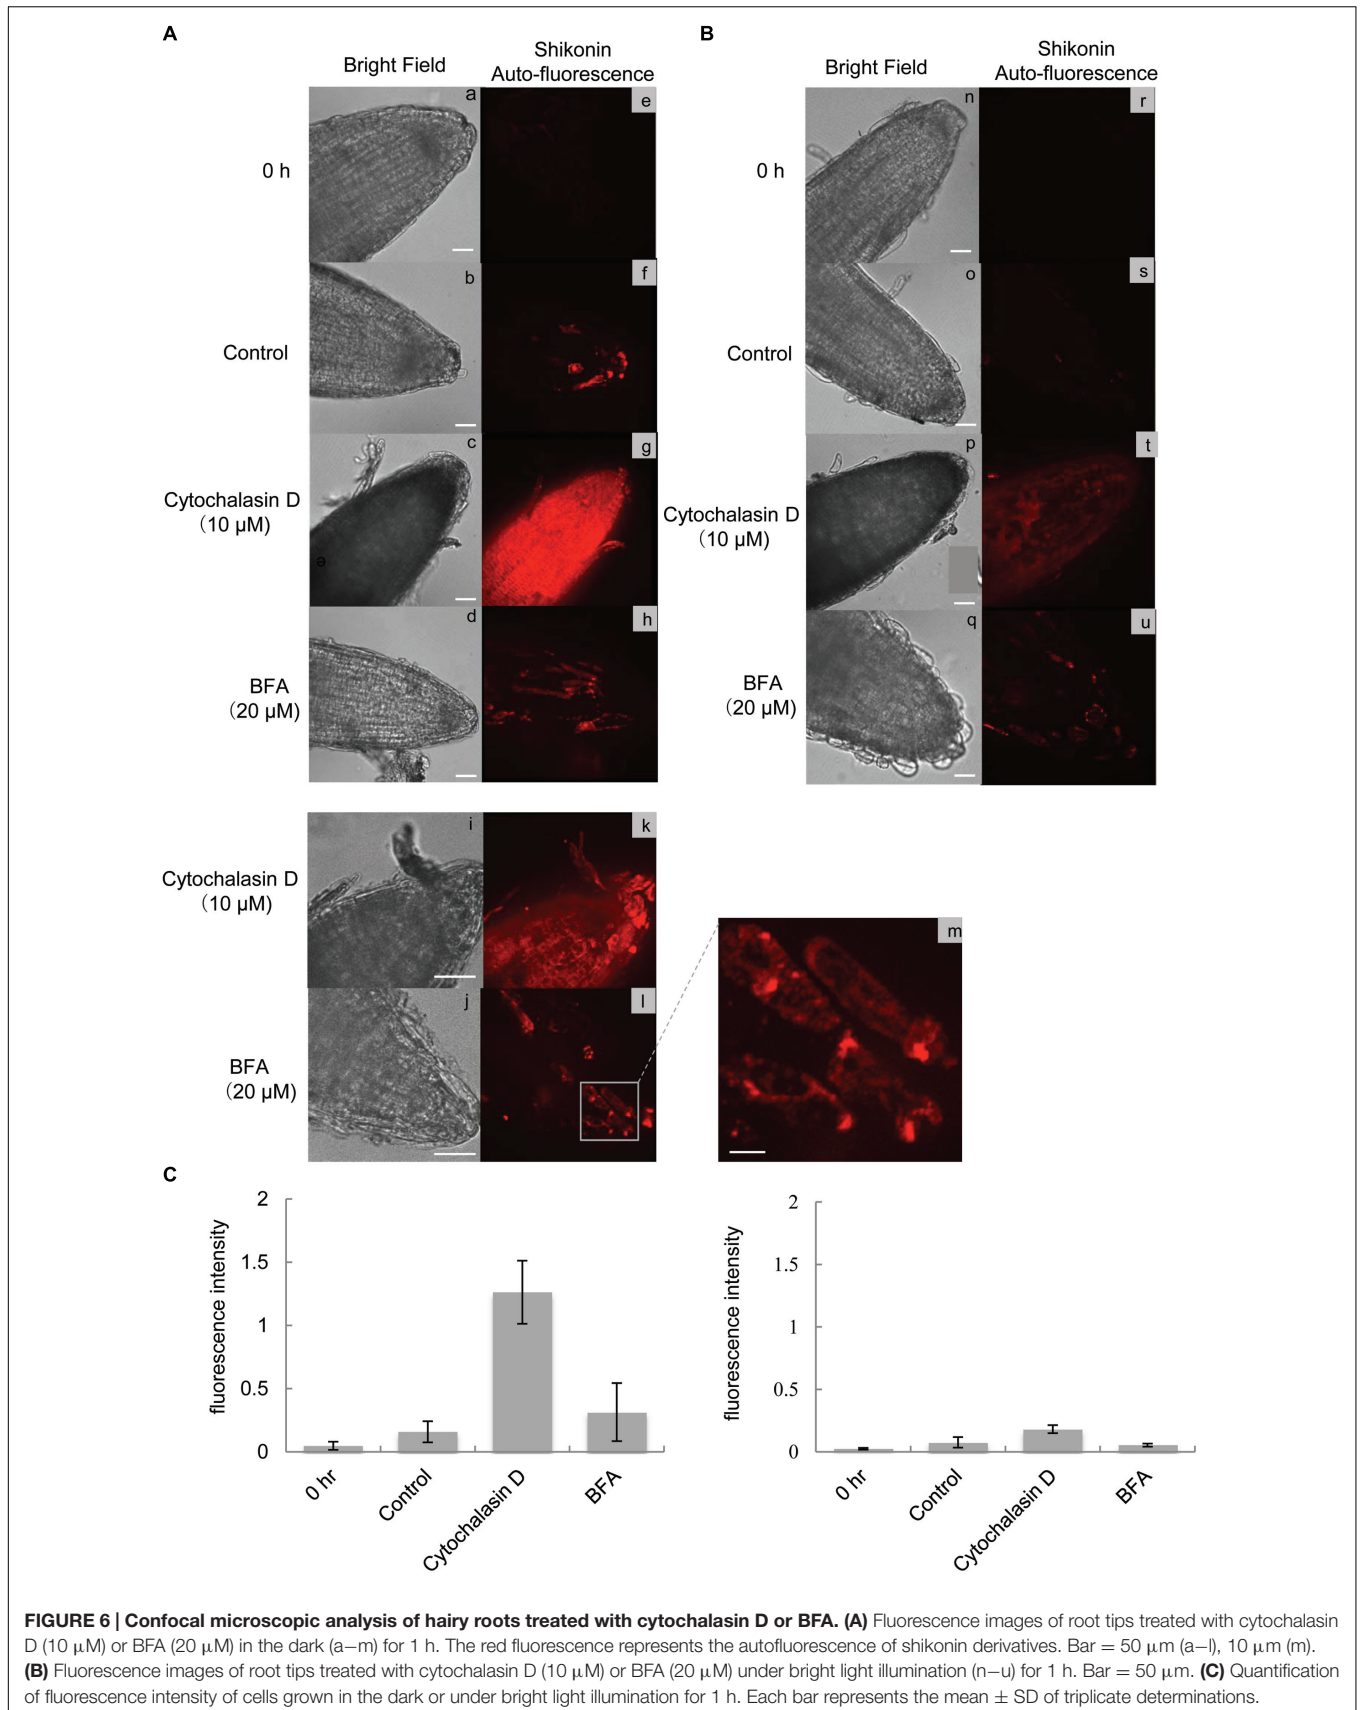 A
B
Bright Field
Shikonin
Auto-fluorescence
Bright Field
Shikonin
Auto-fluorescence
0 h
a
e
0 h
n
r
Control
b
f
Control
o
s
Cytochalasin D
(10 μM)
c
g
e
Cytochalasin D
(10 μM)
p
t
BFA
(20 μM)
d
h
BFA
(20 μM)
q
u
Cytochalasin D
(10 μM)
i
k
BFA
(20 μM)
j
l
m
C
fluorescence intensity
2
1.5
1
0.5
0
0 hr
Control
Cytochalasin D
BFA
fluorescence intensity
2
1.5
1
0.5
0
0 hr
Control
Cytochalasin D
BFA
FIGURE 6 | Confocal microscopic analysis of hairy roots treated with cytochalasin D or BFA. (A) Fluorescence images of root tips treated with cytochalasin
D (10 μM) or BFA (20 μM) in the dark (a–m) for 1 h. The red fluorescence represents the autofluorescence of shikonin derivatives. Bar = 50 μm (a–l), 10 μm (m).
(B) Fluorescence images of root tips treated with cytochalasin D (10 μM) or BFA (20 μM) under bright light illumination (n–u) for 1 h. Bar = 50 μm. (C) Quantification
of fluorescence intensity of cells grown in the dark or under bright light illumination for 1 h. Each bar represents the mean ± SD of triplicate determinations.